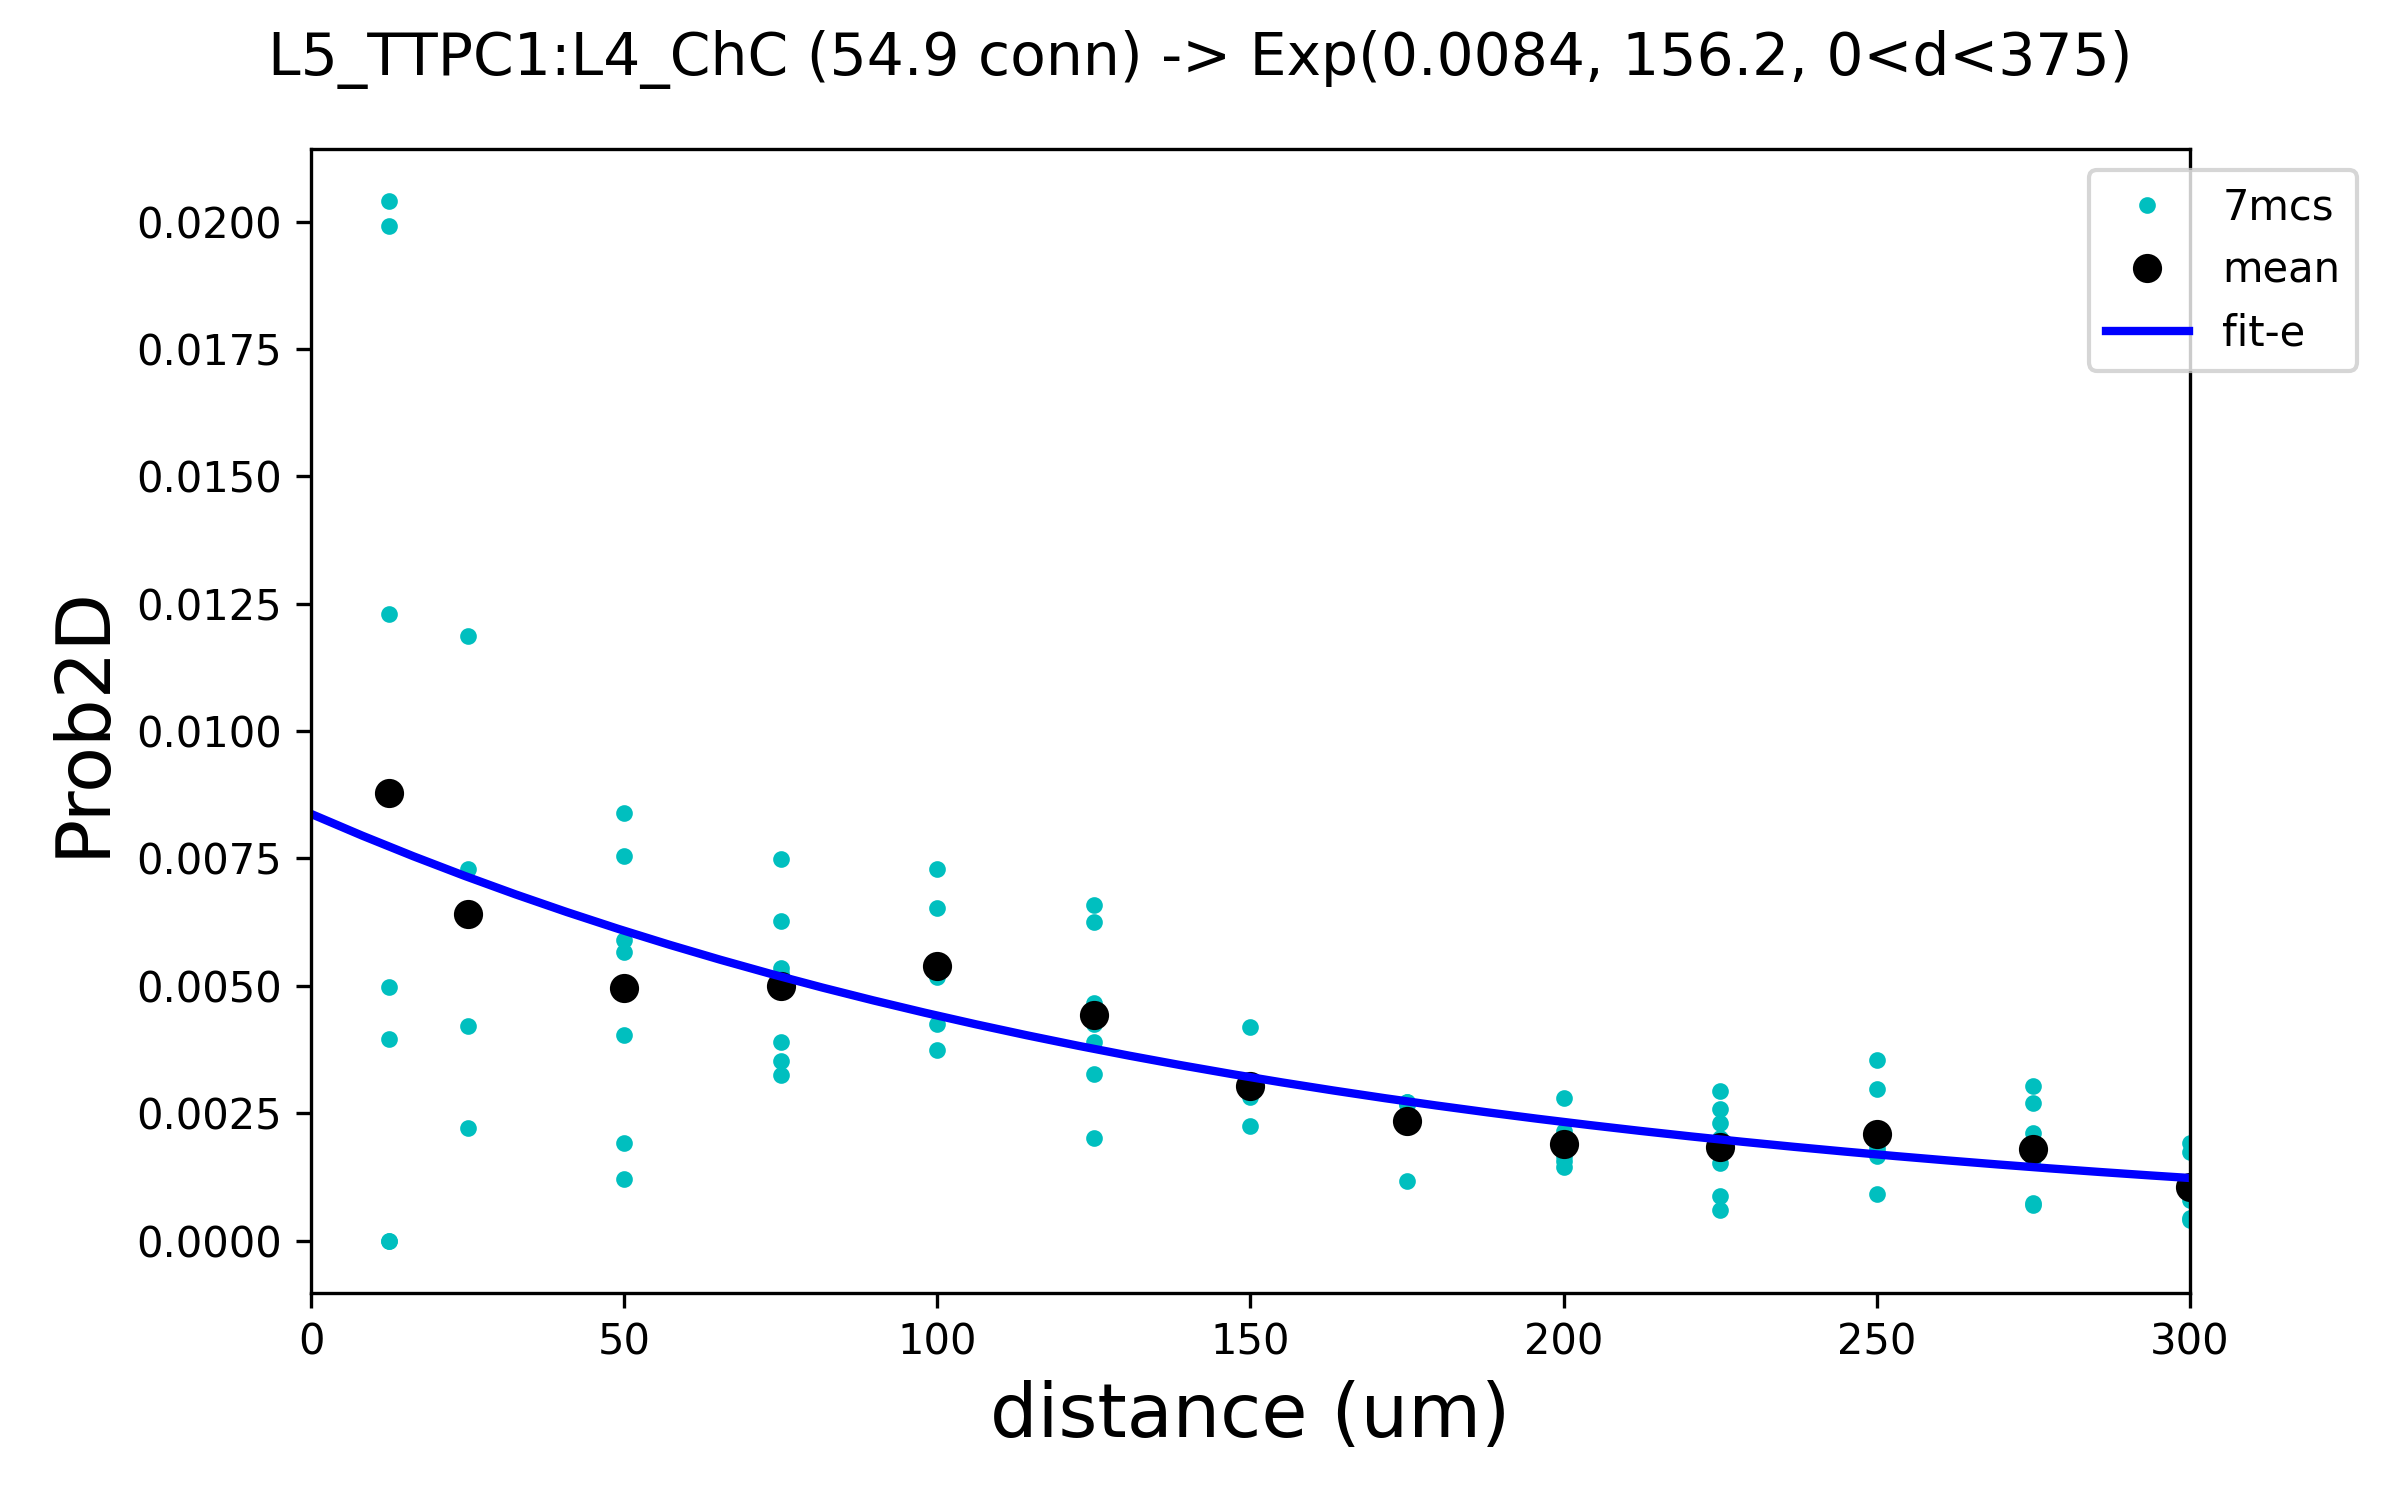 L5_TTPC1:L4_ChC (54.9 conn) -> Exp(0.0084, 156.2, 0<d<375)
7mcs
mean
fit-e
Prob2D
0.0200
0.0175
0.0150
0.0125
0.0100
0.0075
0.0050
0.0025
0.0000
0 50 100 150 200 250 300
distance (um)